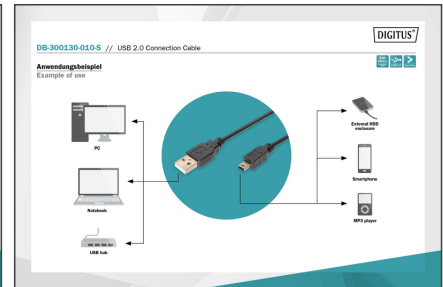 DIGITUS®
DB-300130-010-S // USB 2.0 Connection Cable
Anwendungsbeispiel
Example of use
PC
Notebook
USB hub
External HDD
enclosure
Smartphone
MP3 player